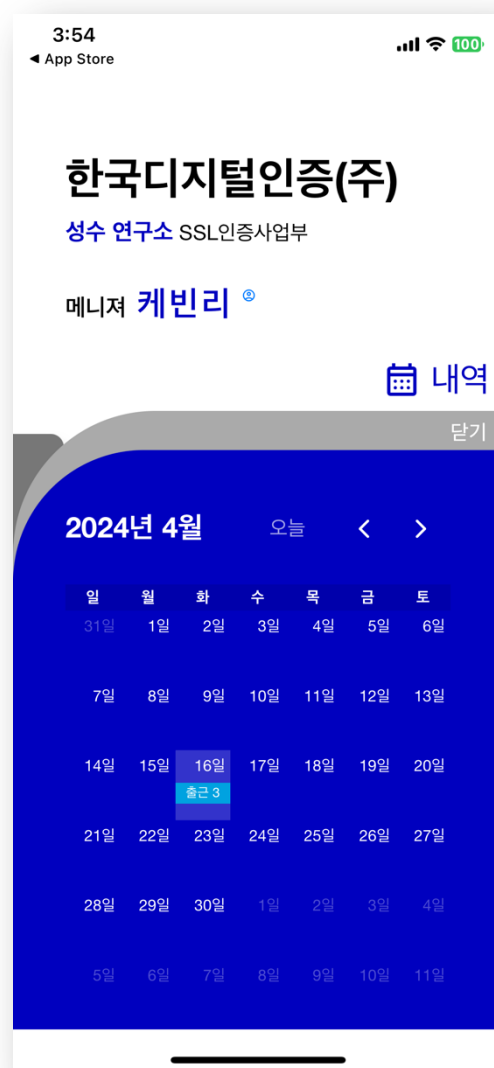 3:54
100
◀ App Store
한국디지털인증(주)
성수 연구소 SSL인증사업부
메니져 케빈리
내역
닫기
2024년 4월 오늘
일 월 화 수 목 금 토
31일 1일 2일 3일 4일 5일 6일
7일 8일 9일 10일 11일 12일 13일
14일 15일 16일 17일 18일 19일 20일
출근 3
21일 22일 23일 24일 25일 26일 27일
28일 29일 30일 1일 2일 3일 4일
5일 6일 7일 8일 9일 10일 11일